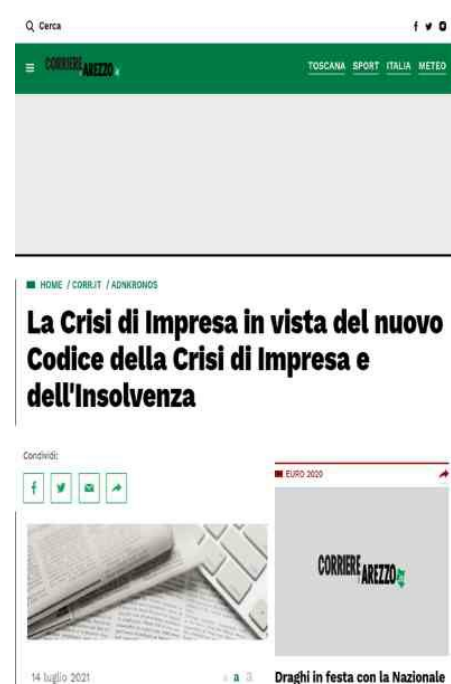 Cerca
CORRIERE AREZZO
TOSCANA SPORT ITALIA METEO
HOME / CORR.IT / ADNKRONOS
La Crisi di Impresa in vista del nuovo
Codice della Crisi di Impresa e
dell'Insolvenza
Condividi:
EURO 2020
CORRIERE DI AREZZO
14 luglio 2021
a a a
Draghi in festa con la Nazionale